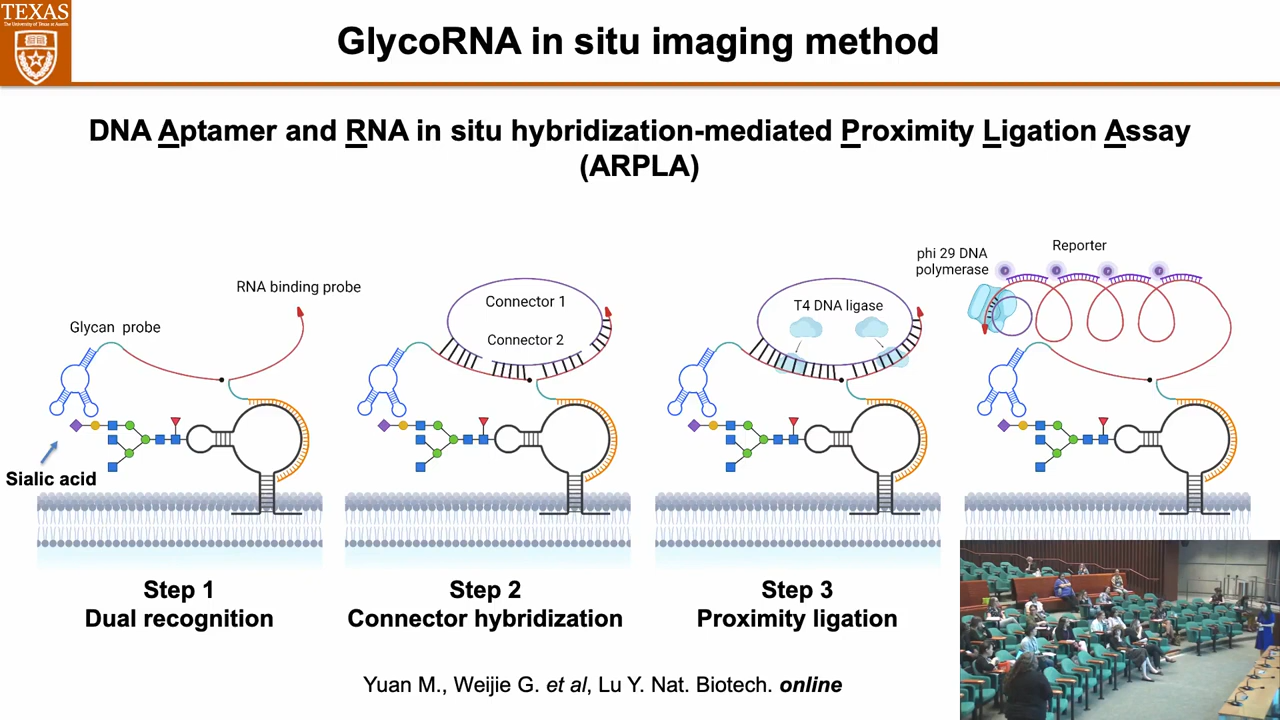 TEXAS
The University of Texas at Austin
GlycoRNA in situ imaging method
DNA Aptamer and RNA in situ hybridization-mediated Proximity Ligation Assay
(ARPLA)
Glycan probe
RNA binding probe
Sialic acid
Connector 1
Connector 2
T4 DNA ligase
phi 29 DNA
polymerase
Reporter
Step 1
Dual recognition
Step 2
Connector hybridization
Step 3
Proximity ligation
Yuan M., Weijie G. et al, Lu Y. Nat. Biotech. online